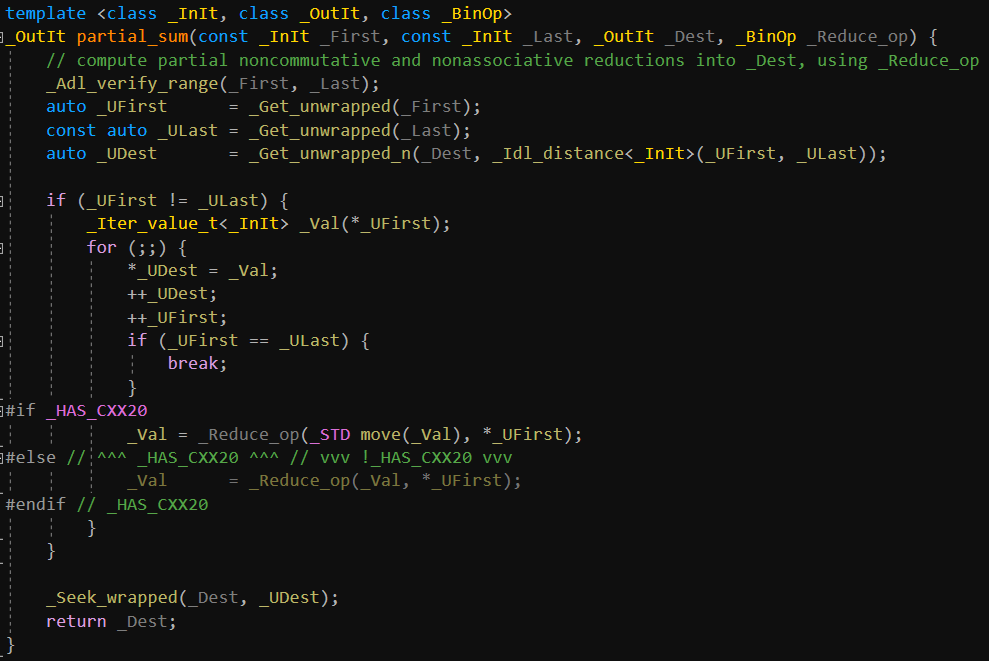 template <class _InIt, class _OutIt, class _BinOp>
_OutIt partial_sum(const _InIt _First, const _InIt _Last, _OutIt _Dest, _BinOp _Reduce_op) {
    // compute partial noncommutative and nonassociative reductions into _Dest, using _Reduce_op
    _Adl_verify_range(_First, _Last);
    auto _UFirst      = _Get_unwrapped(_First);
    const auto _ULast = _Get_unwrapped(_Last);
    auto _UDest       = _Get_unwrapped_n(_Dest, _Idl_distance<_InIt>(_UFirst, _ULast));

    if (_UFirst != _ULast) {
        _Iter_value_t<_InIt> _Val(*_UFirst);
        for (;;) {
            *_UDest = _Val;
            ++_UDest;
            ++_UFirst;
            if (_UFirst == _ULast) {
                break;
            }
#if _HAS_CXX20
            _Val = _Reduce_op(_STD move(_Val), *_UFirst);
#else // ^^^ _HAS_CXX20 ^^^ // vvv !_HAS_CXX20 vvv
            _Val      = _Reduce_op(_Val, *_UFirst);
#endif // _HAS_CXX20
        }
    }

    _Seek_wrapped(_Dest, _UDest);
    return _Dest;
}